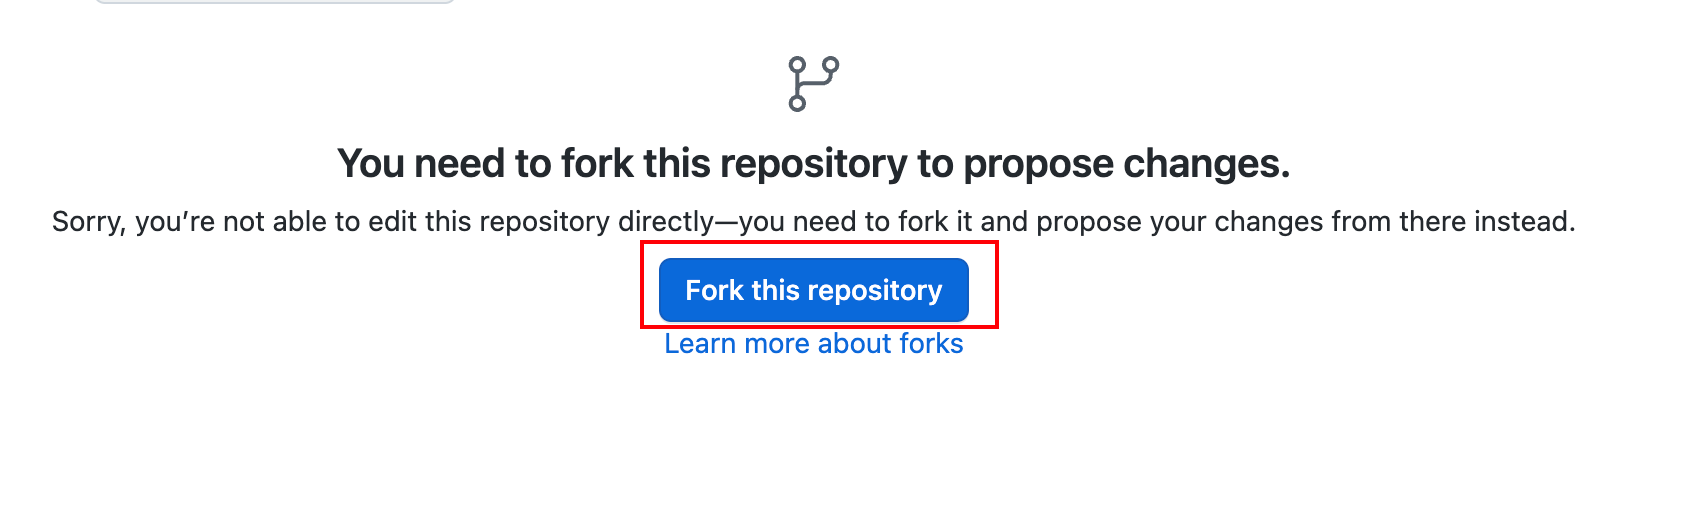 You need to fork this repository to propose changes.
Sorry, you’re not able to edit this repository directly—you need to fork it and propose your changes from there instead.
Fork this repository
Learn more about forks